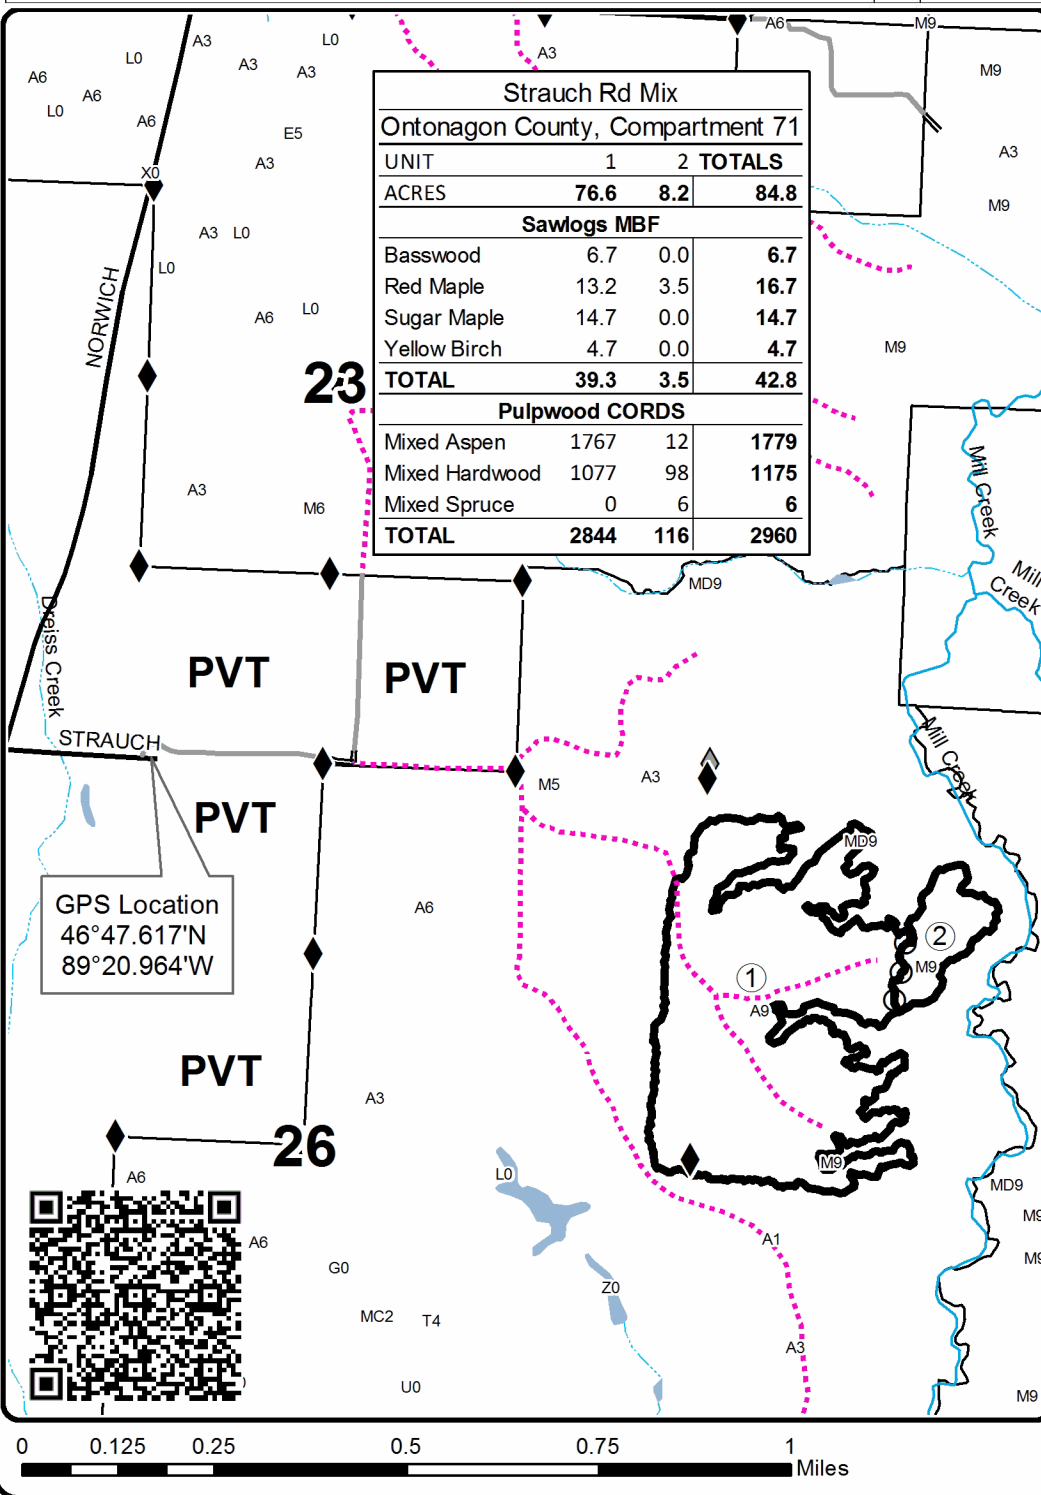 A6
M9
A3
L0
L0
A3
A3
A3
M9
A6
A6
L0
A6
E5
A3
X0
A3
M9
A3
L0
L0
A6
L0
M9
NORWICH
23
A3
M6
Strauch Rd Mix
Ontonagon County, Compartment 71
UNIT 1 2 TOTALS
ACRES 76.6 8.2 84.8
Sawlogs MBF
Basswood 6.7 0.0 6.7
Red Maple 13.2 3.5 16.7
Sugar Maple 14.7 0.0 14.7
Yellow Birch 4.7 0.0 4.7
TOTAL 39.3 3.5 42.8
Pulpwood CORDS
Mixed Aspen 1767 12 1779
Mixed Hardwood 1077 98 1175
Mixed Spruce 0 6 6
TOTAL 2844 116 2960
Mill Creek
Mill
Creek
MD9
Dreiss Creek
PVT
PVT
STRAUCH
Mill Creek
M5
A3
PVT
MD9
GPS Location
46°47.617'N
89°20.964'W
A6
2
M9
1
A9
PVT
A3
26
M9
A6
L0
MD9
M9
A6
A1
M9
G0
Z0
MC2
T4
A3
U0
M9
0 0.125 0.25 0.5 0.75 1
Miles